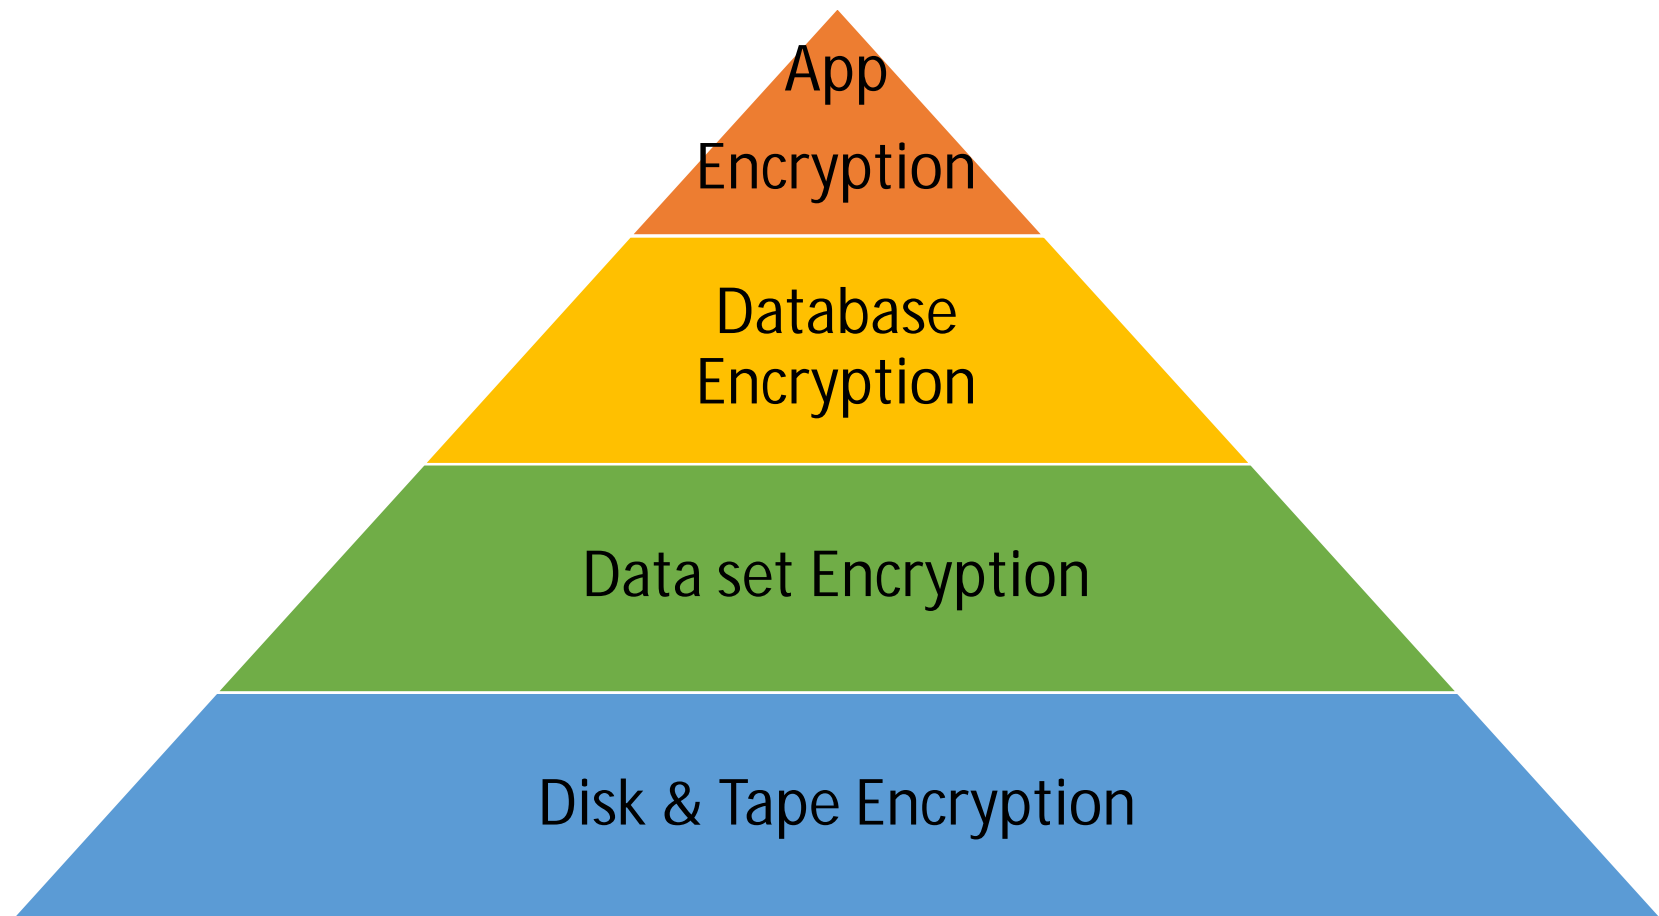 App
Encryption
Database
Encryption
Data set Encryption
Disk & Tape Encryption